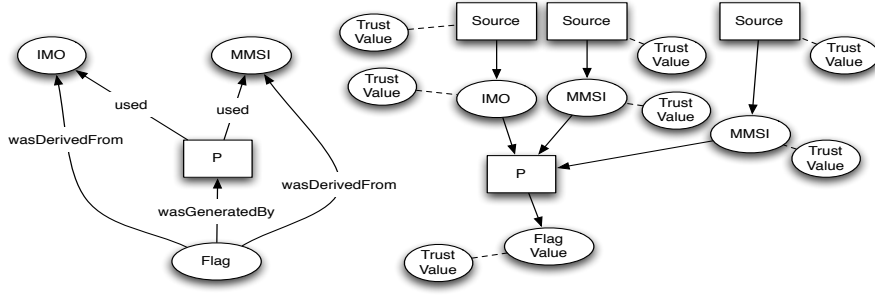 IMO
MMSI
used
used
wasDerivedFrom
P
wasDerivedFrom
wasGeneratedBy
Flag
Trust
Value
Source
Source
Trust
Value
Source
Trust
Value
Trust
Value
IMO
MMSI
Trust
Value
MMSI
Trust
Value
P
Flag
Value
Trust
Value